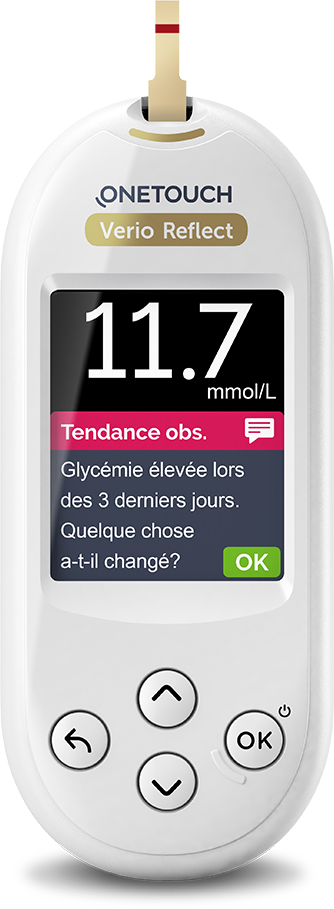 ONETOUCH
Verio Reflect
11.7
mmol/L
Tendance obs.
Glycémie élevée lors
des 3 derniers jours.
Quelque chose
a-t-il changé?
OK
OK